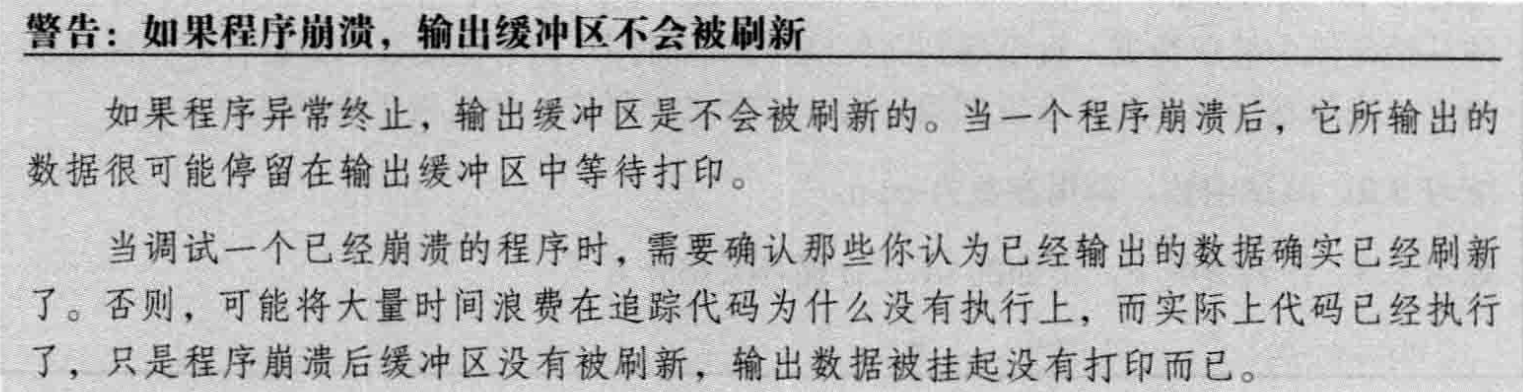 警告：如果程序崩溃，输出缓冲区不会被刷新
如果程序异常终止，输出缓冲区是不会被刷新的。当一个程序崩溃后，它所输出的
数据很可能停留在输出缓冲区中等待打印。
当调试一个已经崩溃的程序时，需要确认那些你认为已经输出的数据确实已经刷新
了。否则，可能将大量时间浪费在追踪代码为什么没有执行上，而实际上代码已经执行
了，只是程序崩溃后缓冲区没有被刷新，输出数据被挂起没有打印而已。